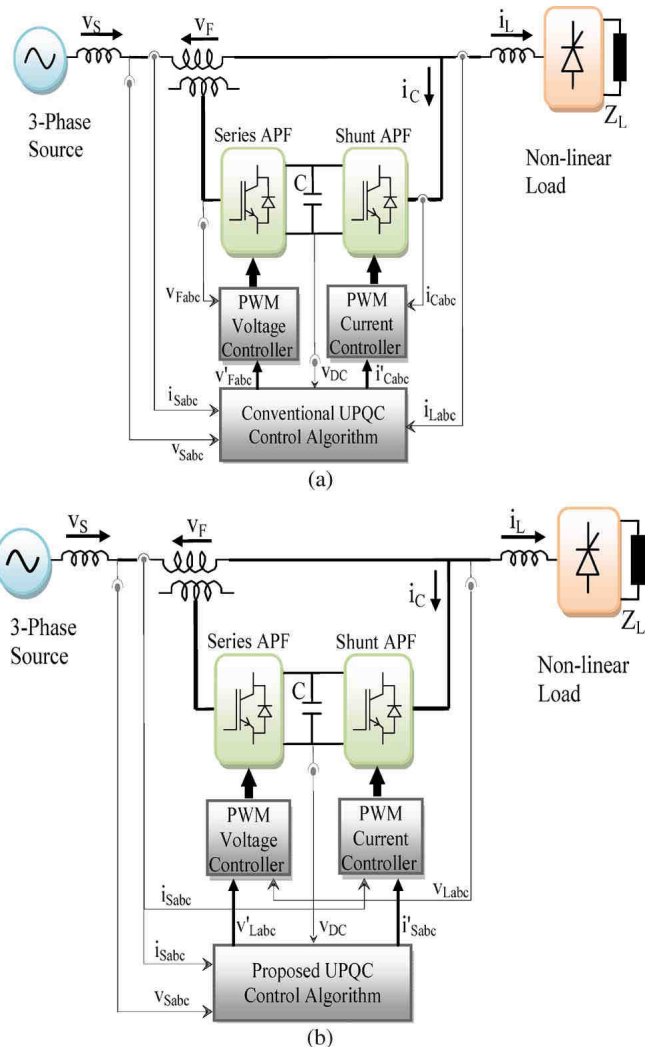 v_S
v_F
i_L
3-Phase
Source
i_C
Z_L
Series APF
Shunt APF
Non-linear
Load
C
v_Fabc
PWM
Voltage
Controller
PWM
Current
Controller
i_Cabc
v'_Fabc
v_DC
i'_Cabc
i_Sabc
i_Labc
v_Sabc
Conventional UPQC
Control Algorithm
(a)
v_S
v_F
i_L
3-Phase
Source
i_C
Z_L
Series APF
Shunt APF
Non-linear
Load
C
PWM
Voltage
Controller
PWM
Current
Controller
v_Labc
i_Sabc
v'_Labc
v_DC
i'_Sabc
i_Sabc
v_Sabc
Proposed UPQC
Control Algorithm
(b)